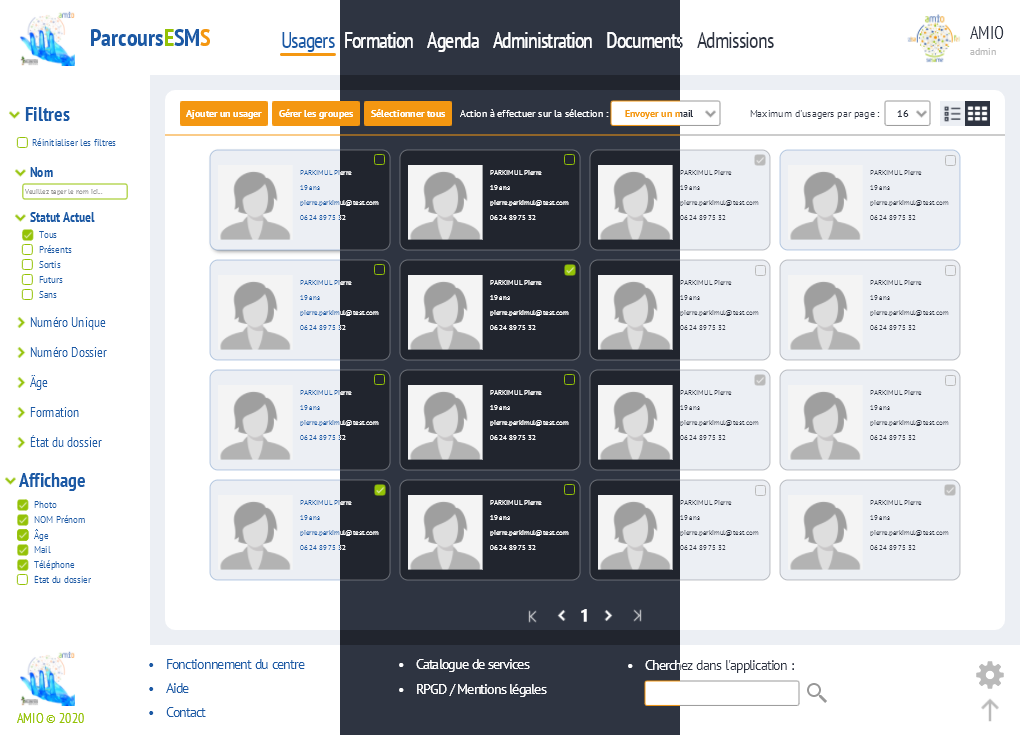 ParcoursESMS
Usagers Formation Agenda Administration Documents Admissions
AMIO
admin
Filtres
Réinitialiser les filtres
Nom
Veuillez taper le nom ici...
Statut Actuel
Tous
Présents
Sortis
Futurs
Sans
Numéro Unique
Numéro Dossier
Âge
Formation
État du dossier
Affichage
Photo
NOM Prénom
Âge
Mail
Téléphone
Etat du dossier
Ajouter un usager Gérer les groupes Sélectionner tous Action à effectuer sur la sélection : Envoyer un mail Maximum d'usagers par page : 16
PARKIMUL Pierre PARKIMUL Pierre PARKIMUL Pierre PARKIMUL Pierre
19 ans 19 ans 19 ans 19 ans
pierre.parkimul@test.com pierre.parkimul@test.com pierre.parkimul@test.com pierre.parkimul@test.com
06 24 89 75 32 06 24 89 75 32 06 24 89 75 32 06 24 89 75 32
PARKIMUL Pierre PARKIMUL Pierre PARKIMUL Pierre PARKIMUL Pierre
19 ans 19 ans 19 ans 19 ans
pierre.parkimul@test.com pierre.parkimul@test.com pierre.parkimul@test.com pierre.parkimul@test.com
06 24 89 75 32 06 24 89 75 32 06 24 89 75 32 06 24 89 75 32
PARKIMUL Pierre PARKIMUL Pierre PARKIMUL Pierre PARKIMUL Pierre
19 ans 19 ans 19 ans 19 ans
pierre.parkimul@test.com pierre.parkimul@test.com pierre.parkimul@test.com pierre.parkimul@test.com
06 24 89 75 32 06 24 89 75 32 06 24 89 75 32 06 24 89 75 32
PARKIMUL Pierre PARKIMUL Pierre PARKIMUL Pierre PARKIMUL Pierre
19 ans 19 ans 19 ans 19 ans
pierre.parkimul@test.com pierre.parkimul@test.com pierre.parkimul@test.com pierre.parkimul@test.com
06 24 89 75 32 06 24 89 75 32 06 24 89 75 32 06 24 89 75 32
1
amio
AMIO © 2020
• Fonctionnement du centre
• Aide
• Contact
• Catalogue de services
• RPGD / Mentions légales
• Cherchez dans l'application :